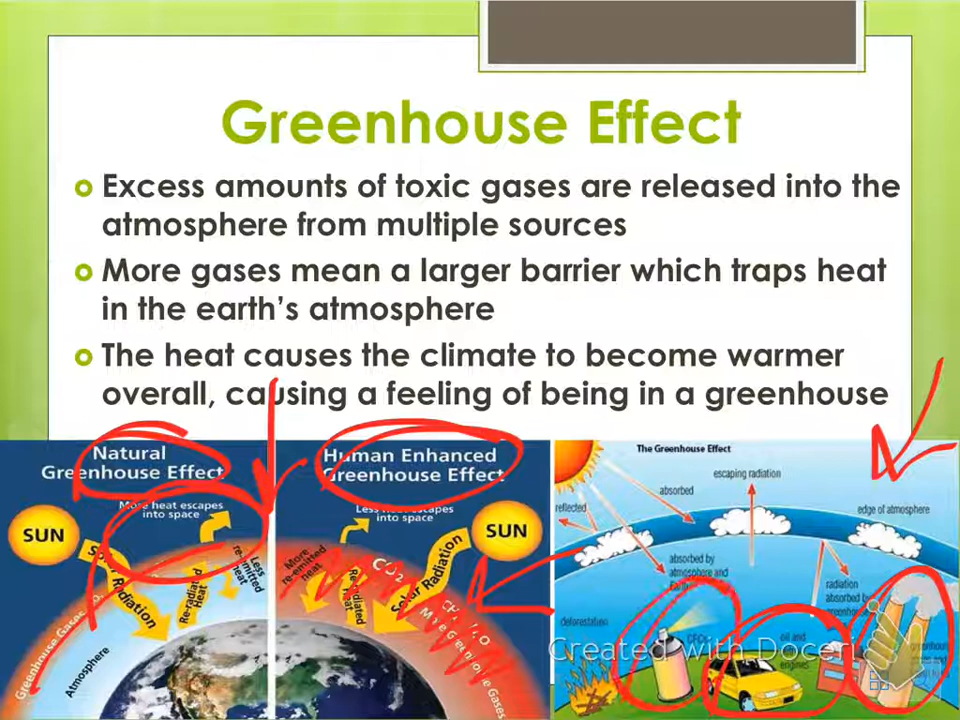 Greenhouse Effect
Excess amounts of toxic gases are released into the
atmosphere from multiple sources
More gases mean a larger barrier which traps heat
in the earth's atmosphere
The heat causes the climate to become warmer
overall, causing a feeling of being in a greenhouse
Natural
Greenhouse Effect
More heat escapes
into space
SUN
Solar Radiation
Re-radiated
Heat
Less
re-emitted
heat
Greenhouse Gases
Atmosphere
Human Enhanced
Greenhouse Effect
Less heat escapes
into space
SUN
More
re-emitted
heat
Solar Radiation
Re-radiated
Heat
CO2
The Greenhouse Effect
escaping radiation
absorbed
reflected
edge of atmosphere
absorbed by
atmosphere and
radiation
absorbed by
deforestation
oil and
engines
Created with